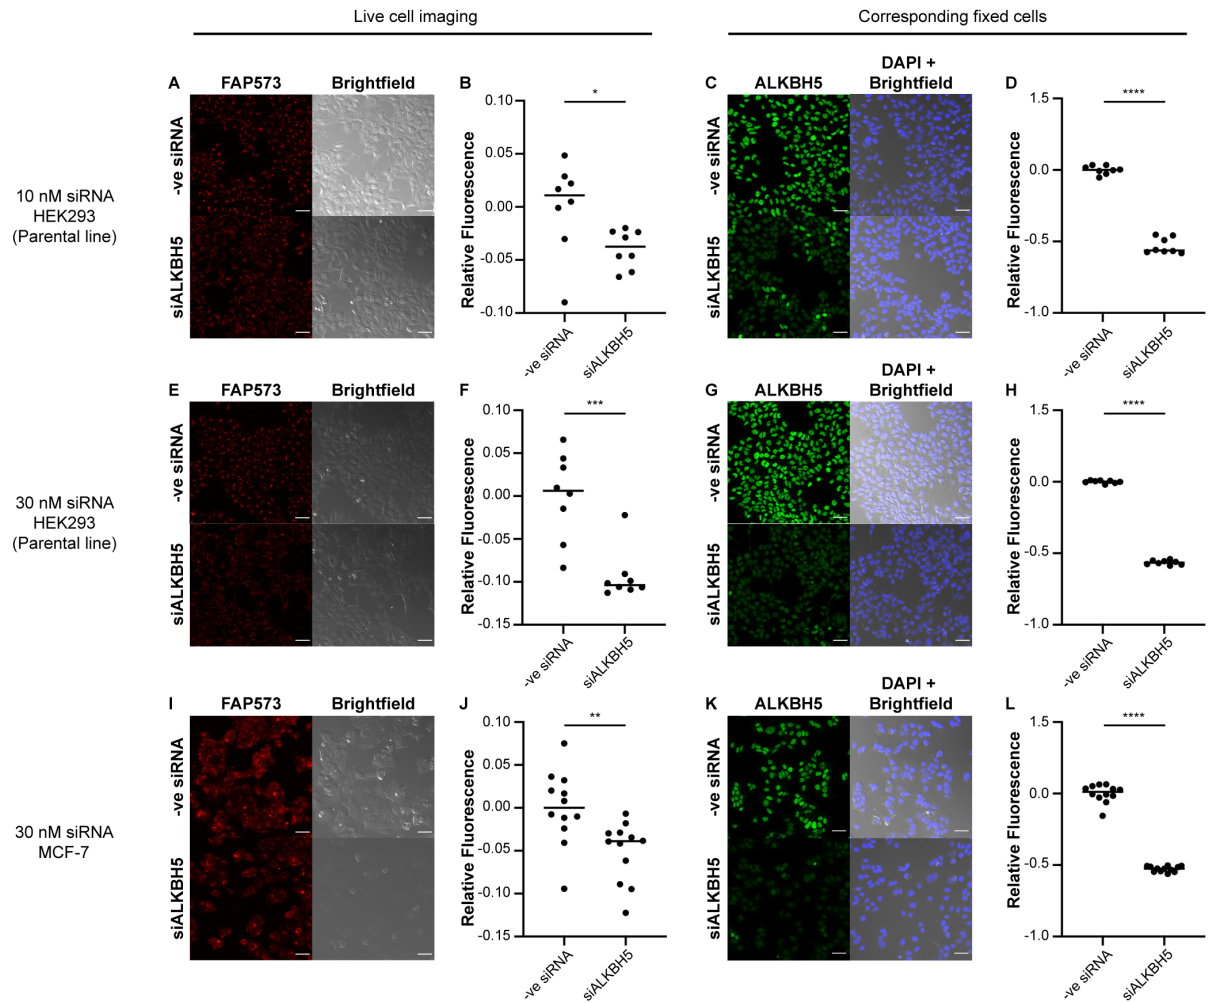 Live cell imaging
Corresponding fixed cells
10 nM siRNA
HEK293
(Parental line)
A
FAP573
Brightfield
-ve siRNA
siALKBH5
B
Relative Fluorescence
0.10
0.05
0.00
-0.05
-0.10
*
-ve siRNA
siALKBH5
C
ALKBH5
DAPI +
Brightfield
-ve siRNA
siALKBH5
D
Relative Fluorescence
1.5
0.0
-0.5
-1.0
****
-ve siRNA
siALKBH5
30 nM siRNA
HEK293
(Parental line)
E
FAP573
Brightfield
-ve siRNA
siALKBH5
F
Relative Fluorescence
0.10
0.05
0.00
-0.05
-0.10
-0.15
***
-ve siRNA
siALKBH5
G
ALKBH5
DAPI +
Brightfield
-ve siRNA
siALKBH5
H
Relative Fluorescence
1.5
0.0
-0.5
-1.0
****
-ve siRNA
siALKBH5
30 nM siRNA
MCF-7
I
FAP573
Brightfield
-ve siRNA
siALKBH5
J
Relative Fluorescence
0.10
0.05
0.00
-0.05
-0.10
-0.15
**
-ve siRNA
siALKBH5
K
ALKBH5
DAPI +
Brightfield
-ve siRNA
siALKBH5
L
Relative Fluorescence
1.5
0.0
-0.5
-1.0
****
-ve siRNA
siALKBH5